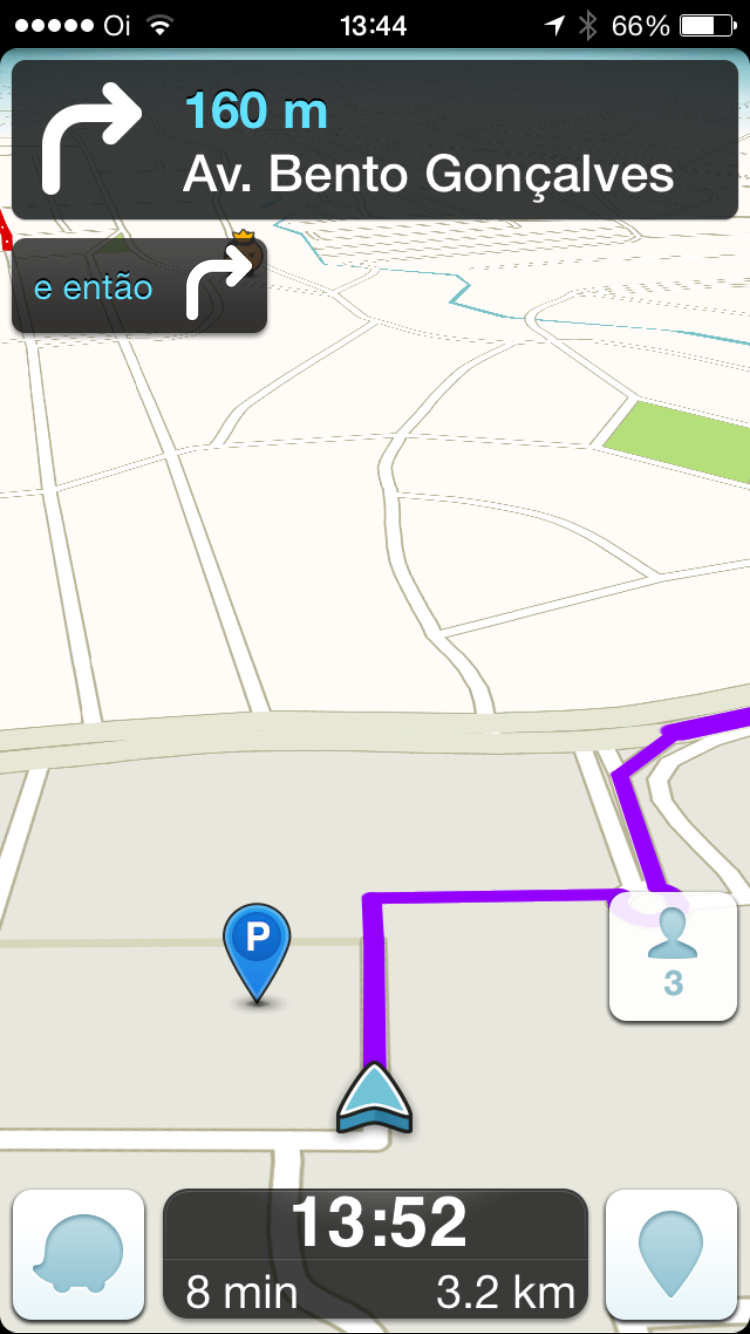 Oi 13:44 66%
160 m
Av. Bento Gonçalves
e então
P
3
13:52
8 min 3.2 km